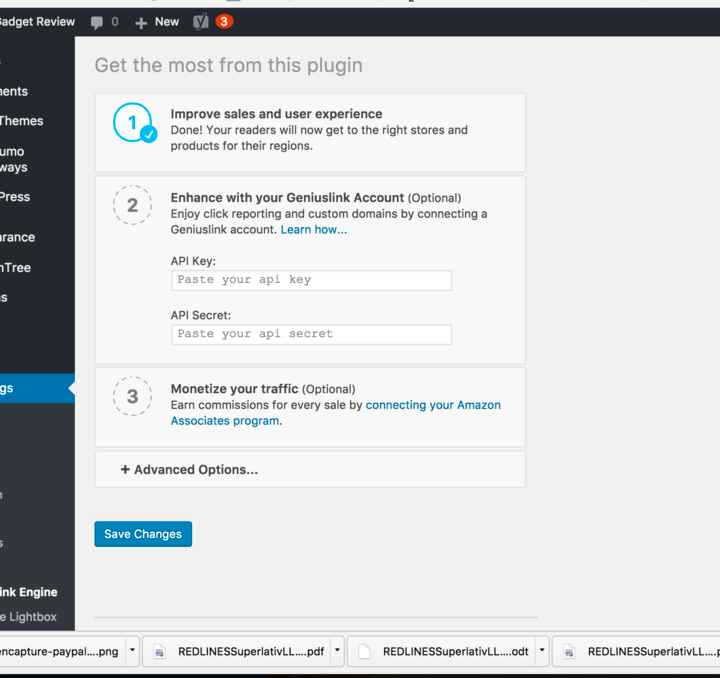 Gadget Review 0 New 3
Get the most from this plugin
1
Improve sales and user experience
Done! Your readers will now get to the right stores and
products for their regions.
2
Enhance with your Geniuslink Account (Optional)
Enjoy click reporting and custom domains by connecting a
Geniuslink account. Learn how...
API Key:
Paste your api key
API Secret:
Paste your api secret
3
Monetize your traffic (Optional)
Earn commissions for every sale by connecting your Amazon
Associates program.
+ Advanced Options...
Save Changes
ments
Themes
umo
ways
Press
arance
nTree
s
gs
n
s
ink Engine
e Lightbox
encapture-paypal....png
REDLINESSuperlativLL....pdf
REDLINESSuperlativLL....odt
REDLINESSuperlativLL....p